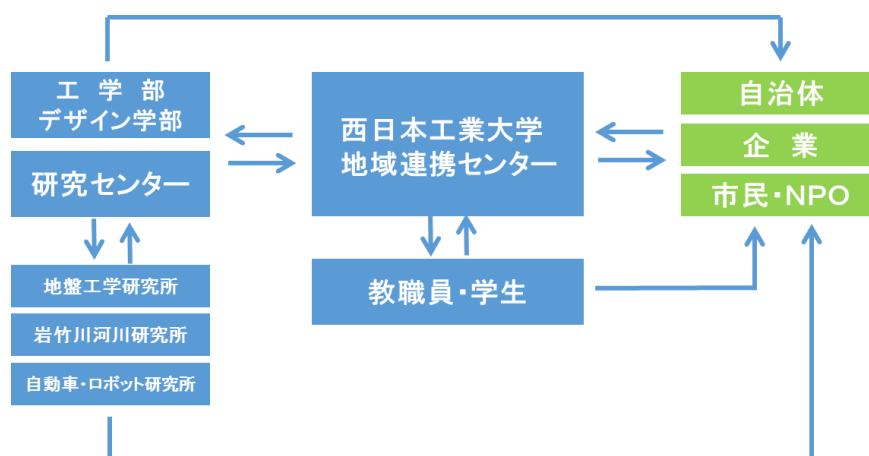 工 学 部
デザイン学部
研究センター
地盤工学研究所
岩竹川河川研究所
自動車・ロボット研究所
西日本工業大学
地域連携センター
教職員・学生
自治体
企 業
市民・NPO